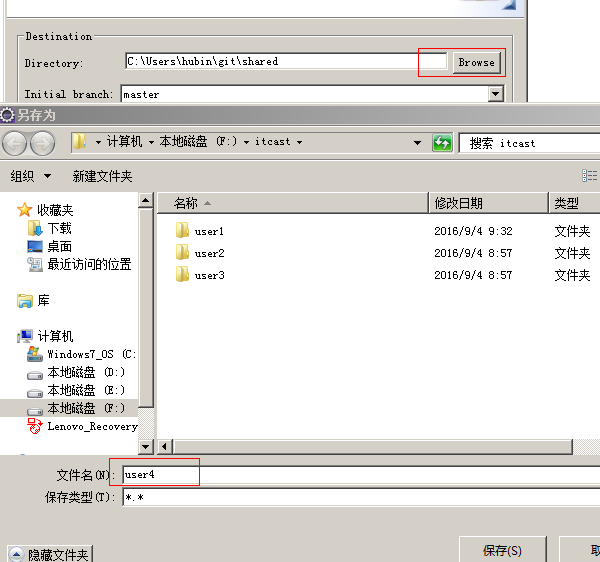 Destination
Directory: C:\Users\hubin\git\shared Browse
Initial branch: master
另存为
计算机 本地磁盘 (F:) itcast 搜索 itcast
组织 新建文件夹
名称 修改日期 类型
收藏夹
下载
桌面
最近访问的位置
库
计算机
Windows7_OS (C:
本地磁盘 (D:)
本地磁盘 (E:)
本地磁盘 (F:)
Lenovo_Recovery
user1 2016/9/4 9:32 文件夹
user2 2016/9/4 8:57 文件夹
user3 2016/9/4 8:57 文件夹
文件名(N): user4
保存类型(T): *.*
隐藏文件夹 保存(S)